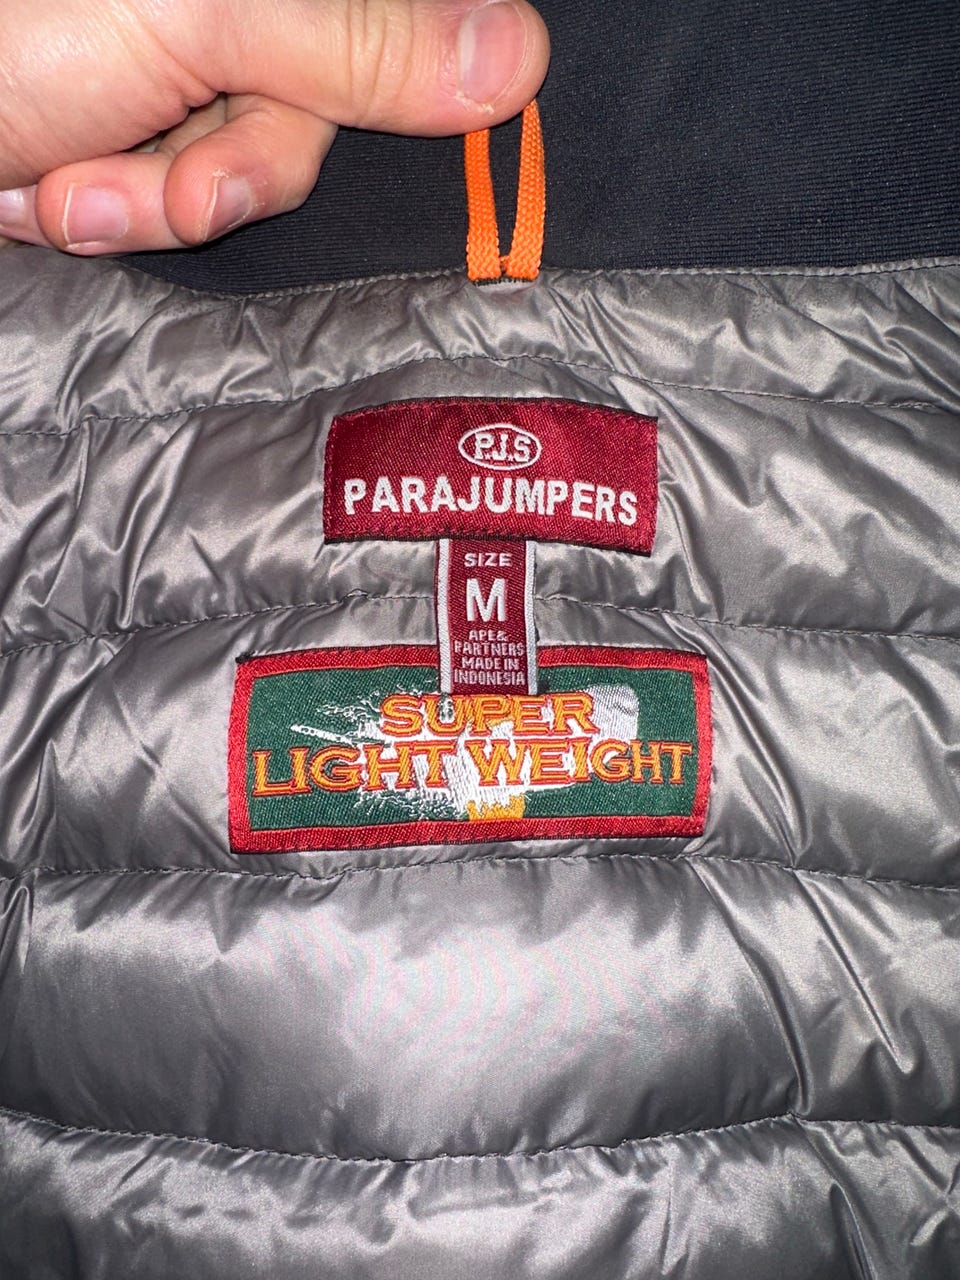 P.J.S
PARAJUMPERS
SIZE
M
APE&
PARTNERS
MADE IN
INDONESIA
SUPER
LIGHT WEIGHT